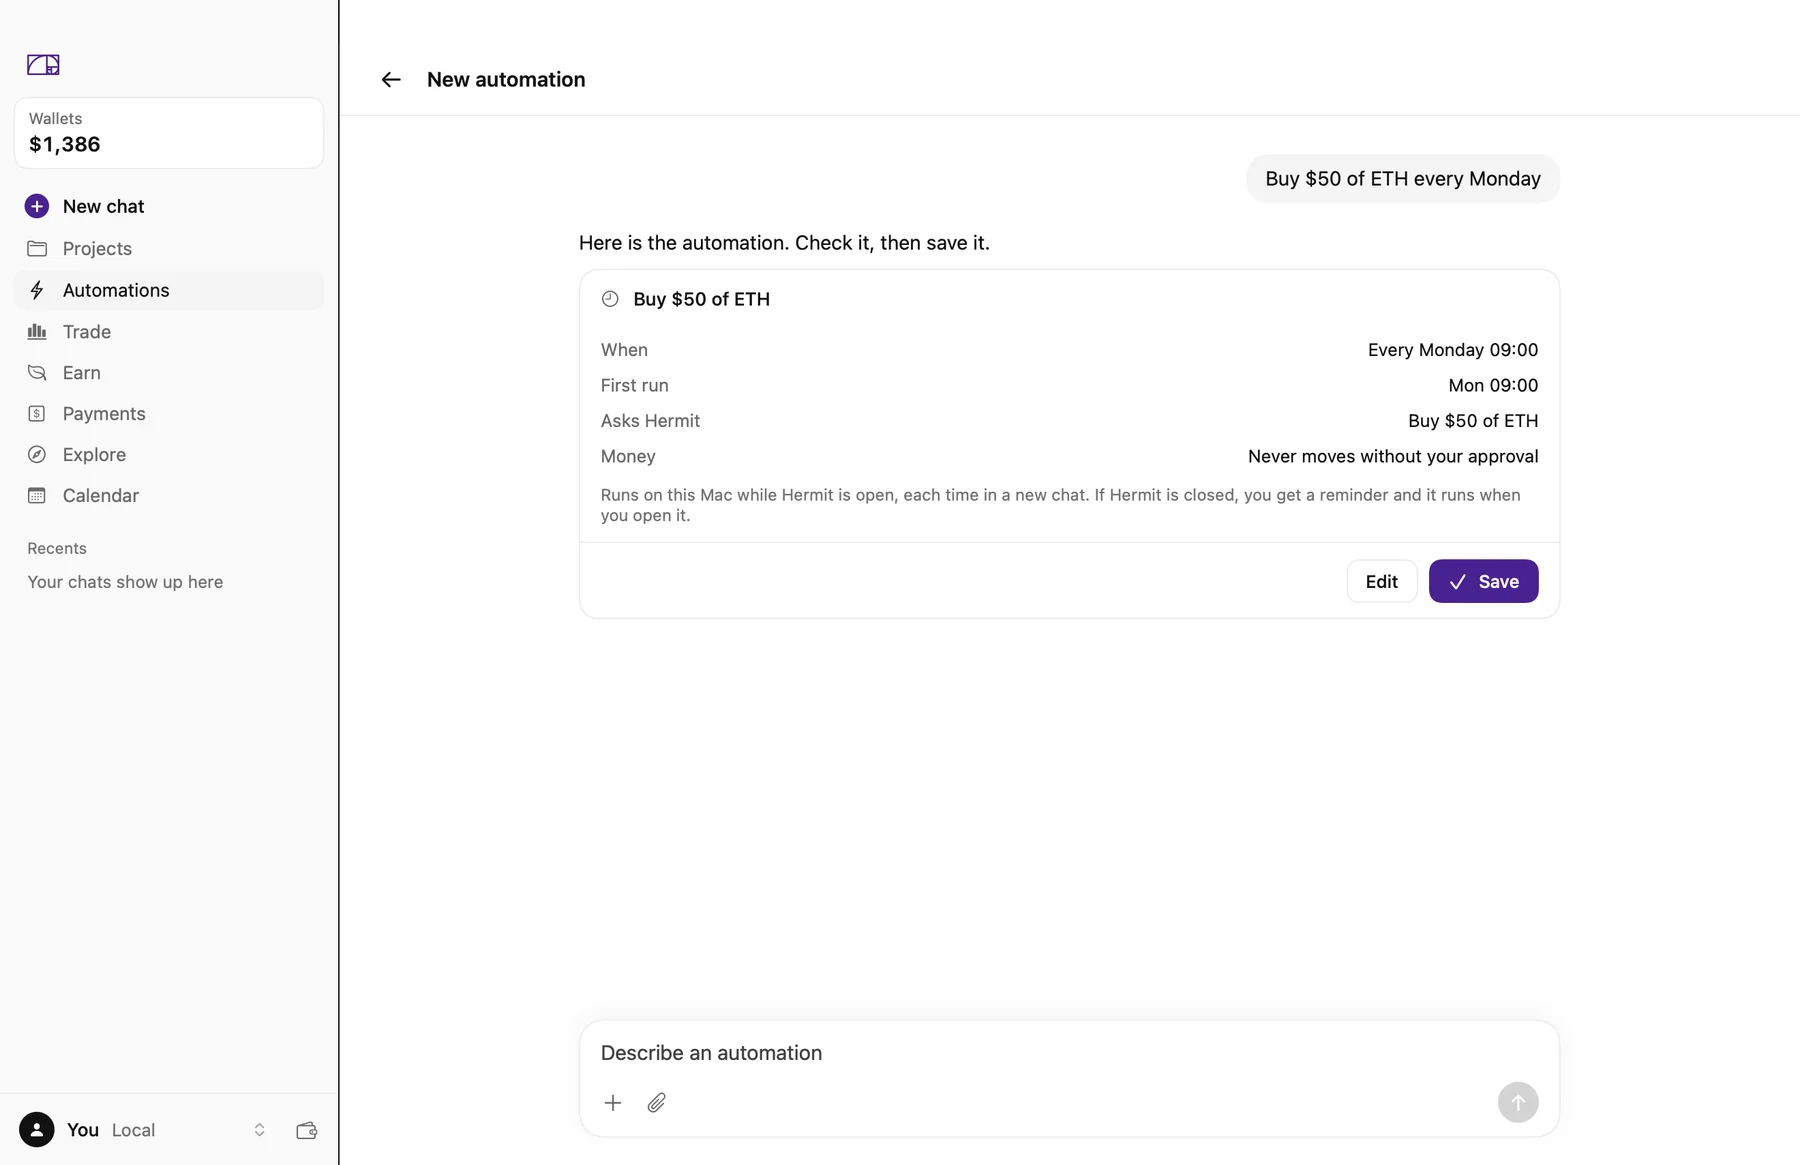 Wallets
$1,386
New chat
Projects
Automations
Trade
Earn
Payments
Explore
Calendar
Recents
Your chats show up here
You Local
New automation
Buy $50 of ETH every Monday
Here is the automation. Check it, then save it.
Buy $50 of ETH
When Every Monday 09:00
First run Mon 09:00
Asks Hermit Buy $50 of ETH
Money Never moves without your approval
Runs on this Mac while Hermit is open, each time in a new chat. If Hermit is closed, you get a reminder and it runs when
you open it.
Edit Save
Describe an automation